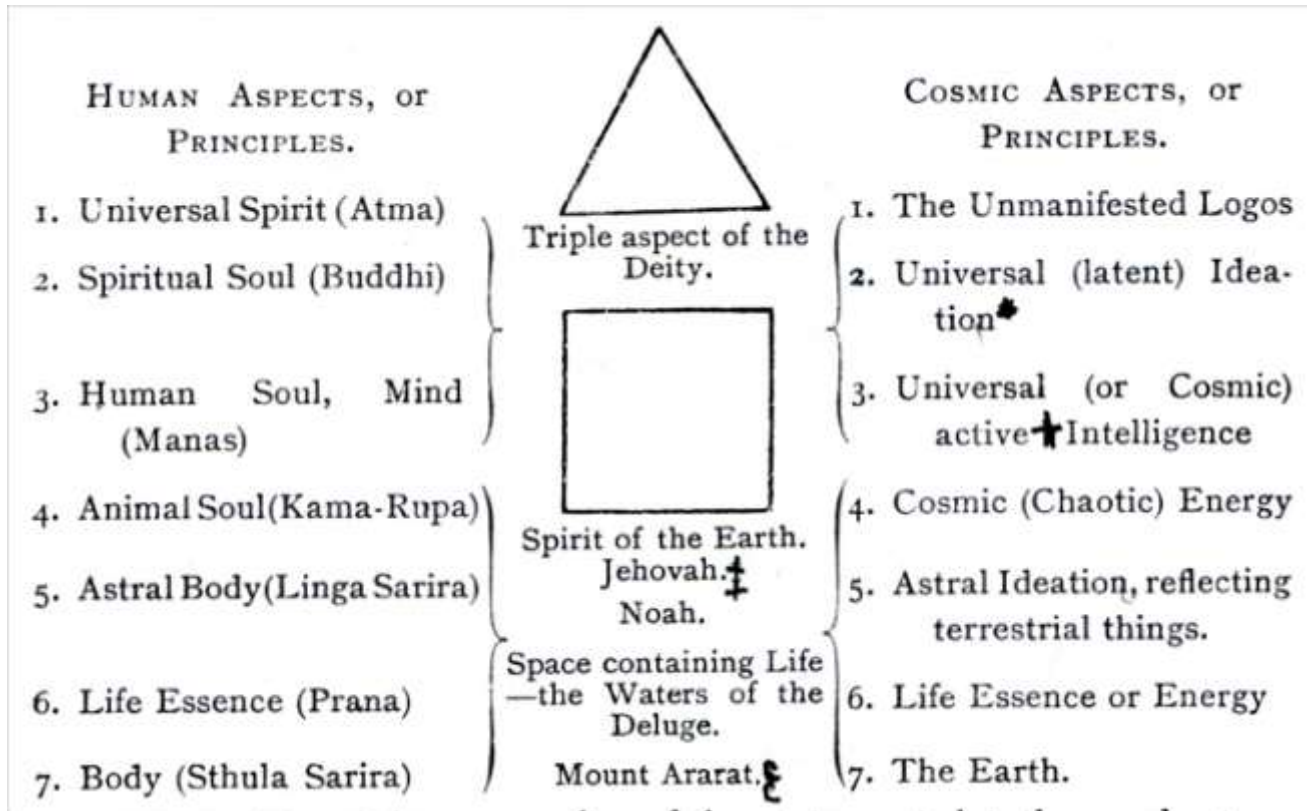 HUMAN ASPECTS, or
PRINCIPLES.
1. Universal Spirit (Atma)
2. Spiritual Soul (Buddhi)
3. Human Soul, Mind
(Manas)
4. Animal Soul(Kama-Rupa)
5. Astral Body(Linga Sarira)
6. Life Essence (Prana)
7. Body (Sthula Sarira)
Triple aspect of the
Deity.
Spirit of the Earth.
Jehovah.‡
Noah.
Space containing Life
—the Waters of the
Deluge.
Mount Ararat.
COSMIC ASPECTS, or
PRINCIPLES.
1. The Unmanifested Logos
2. Universal (latent) Idea-
tion*
3. Universal (or Cosmic)
active† Intelligence
4. Cosmic (Chaotic) Energy
5. Astral Ideation, reflecting
terrestrial things.
6. Life Essence or Energy
7. The Earth.